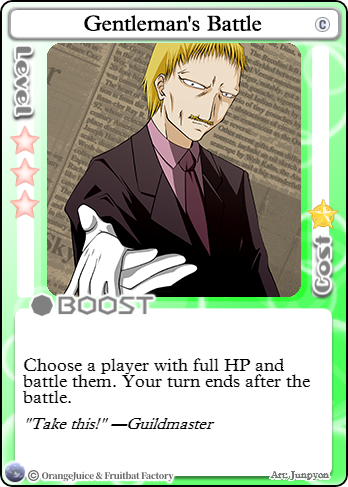 Gentleman's Battle
C
Level
Cost
BOOST
Choose a player with full HP and
battle them. Your turn ends after the
battle.
"Take this!" —Guildmaster
© OrangeJuice & Fruitbat Factory
Art: Junpyon